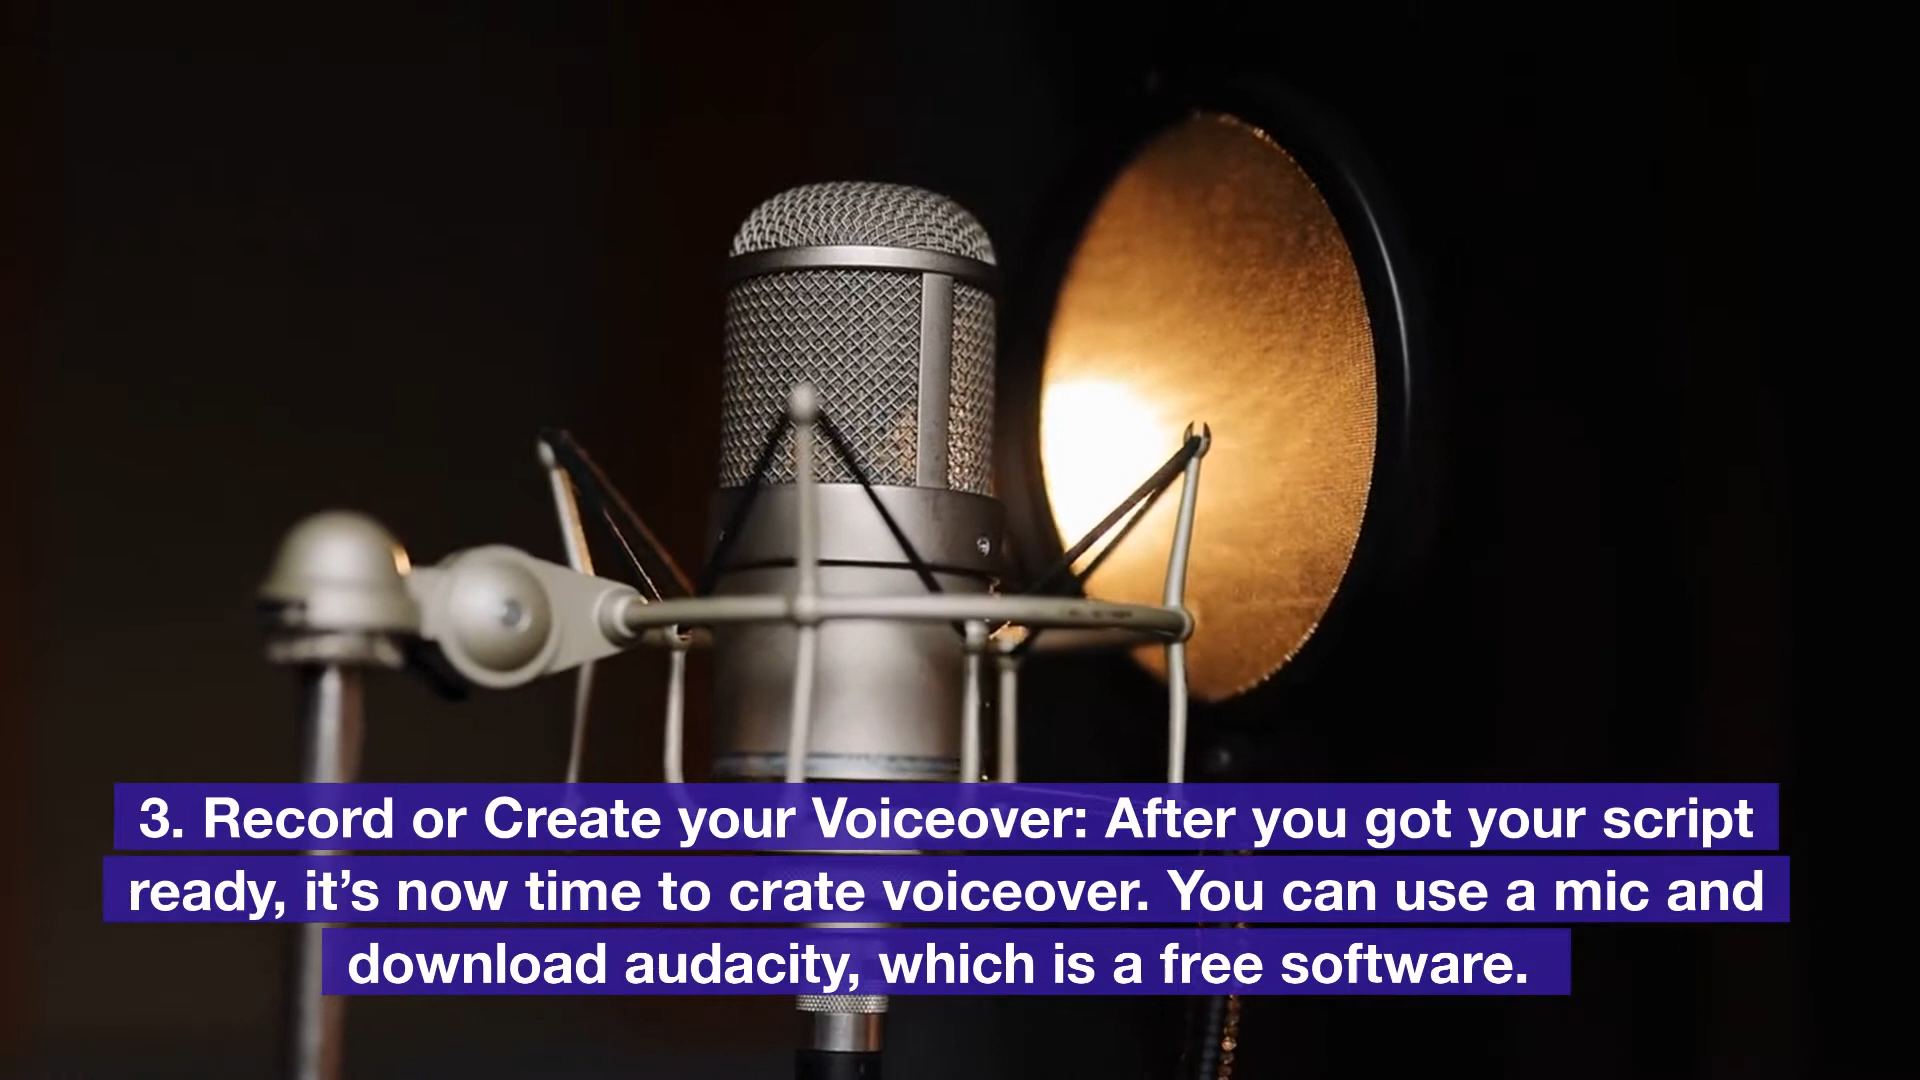 3. Record or Create your Voiceover: After you got your script
ready, it’s now time to crate voiceover. You can use a mic and
download audacity, which is a free software.